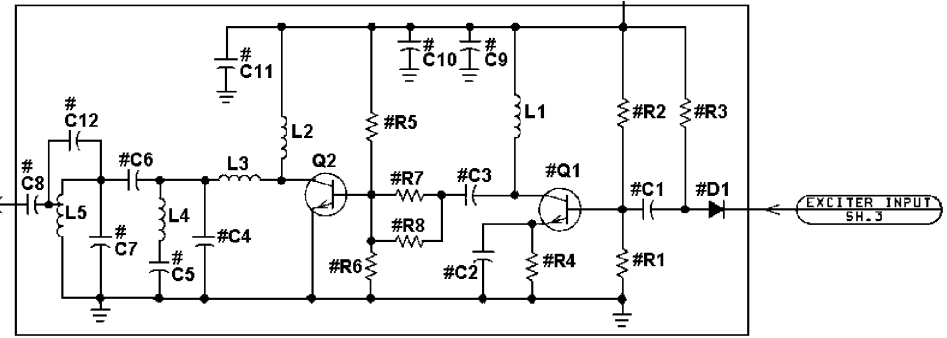 #
C11
#
C10
#
C9
#
C12
#R5
L1
#R2
#R3
L2
#
C8
#C6
L3
Q2
#R7
#C3
#Q1
#C1
#D1
EXCITER INPUT
SH.3
L5
L4
#R8
#
C7
#
C5
#C4
#R6
#C2
#R4
#R1